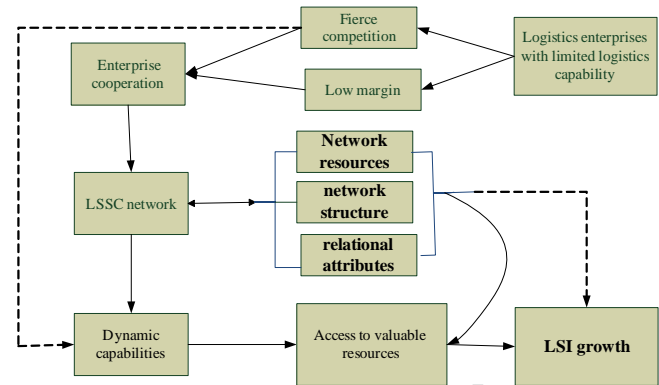 Fierce
competition
Logistics enterprises
with limited logistics
capability
Enterprise
cooperation
Low margin
Network
resources
network
structure
relational
attributes
LSSC network
Dynamic
capabilities
Access to valuable
resources
LSI growth